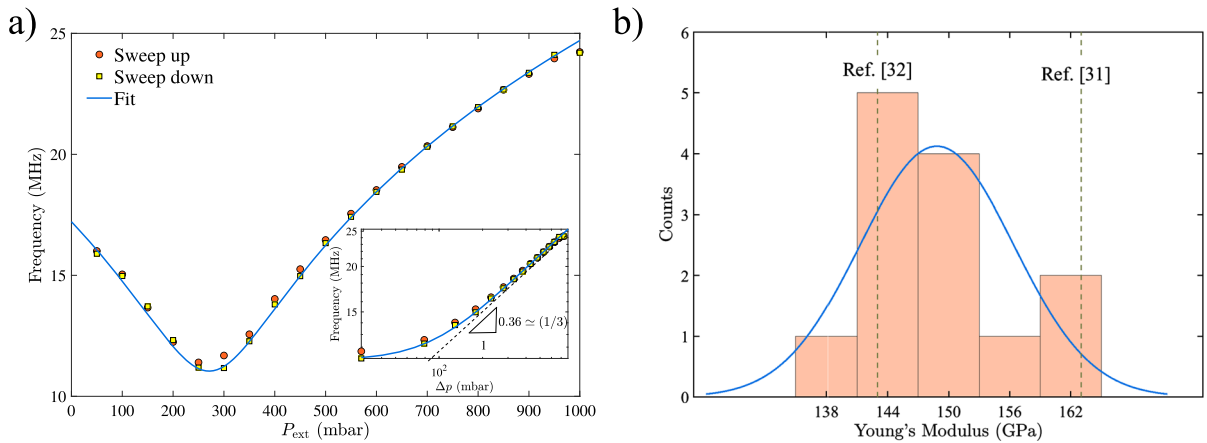 a)
25
20
15
10
Frequency (MHz)
Sweep up
Sweep down
Fit
0 100 200 300 400 500 600 700 800 900 1000
P_ext (mbar)
25
20
15
Frequency (MHz)
0.36 ≃ (1/3)
1
10²
Δp (mbar)
b)
6
5
4
3
2
1
0
Counts
Ref. [32]
Ref. [31]
138 144 150 156 162
Young's Modulus (GPa)